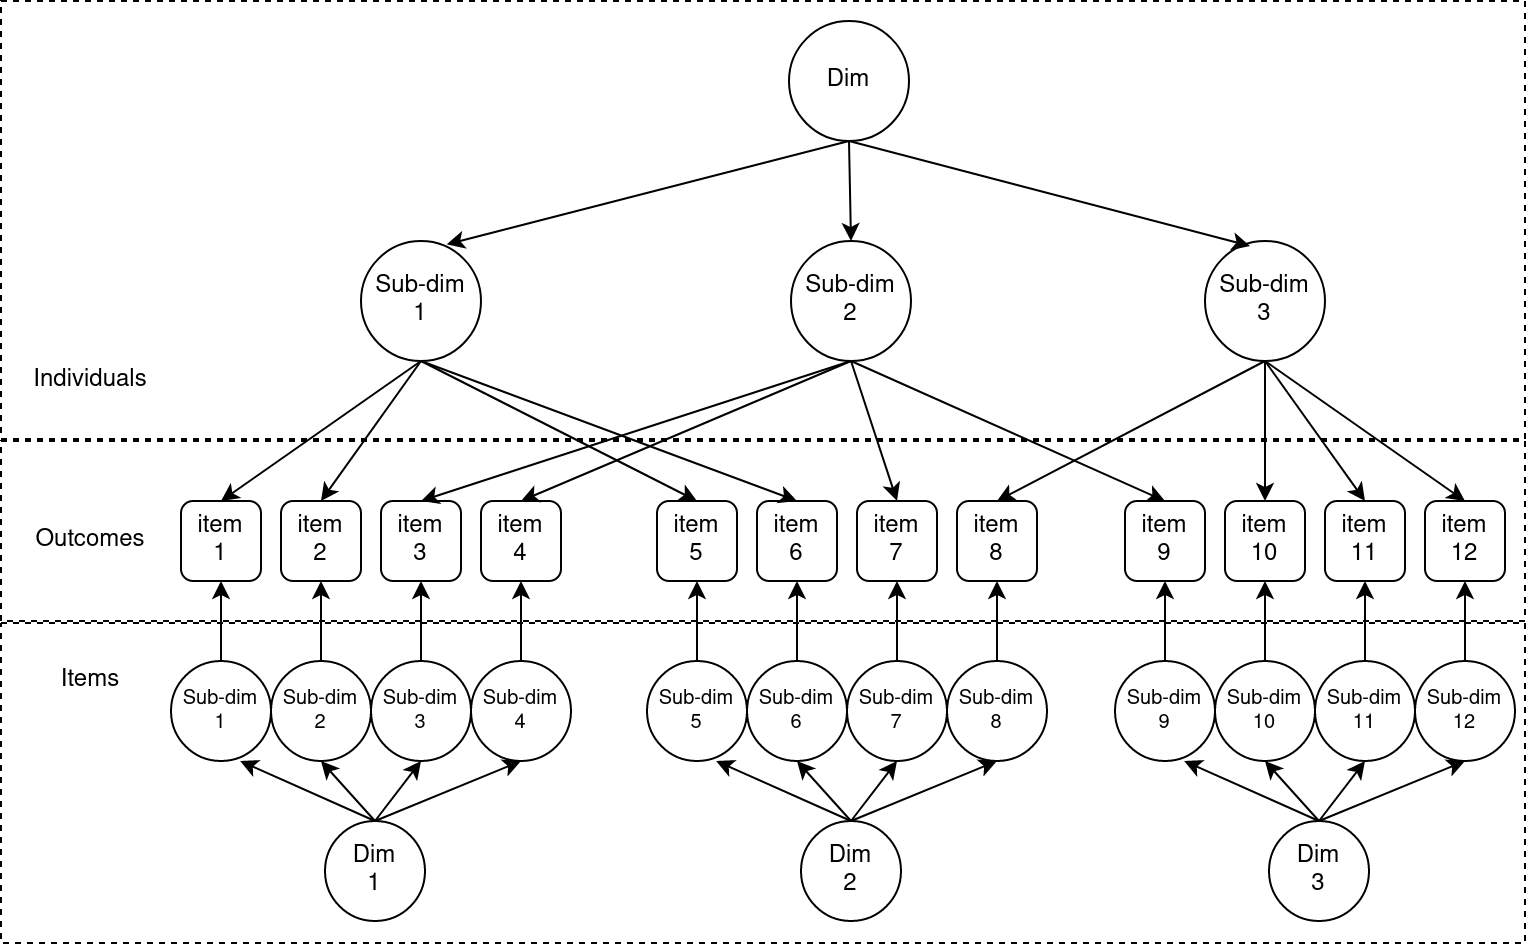 Dim
Sub-dim
1
Sub-dim
2
Sub-dim
3
Individuals
Outcomes
item
1
item
2
item
3
item
4
item
5
item
6
item
7
item
8
item
9
item
10
item
11
item
12
Items
Sub-dim
1
Sub-dim
2
Sub-dim
3
Sub-dim
4
Sub-dim
5
Sub-dim
6
Sub-dim
7
Sub-dim
8
Sub-dim
9
Sub-dim
10
Sub-dim
11
Sub-dim
12
Dim
1
Dim
2
Dim
3